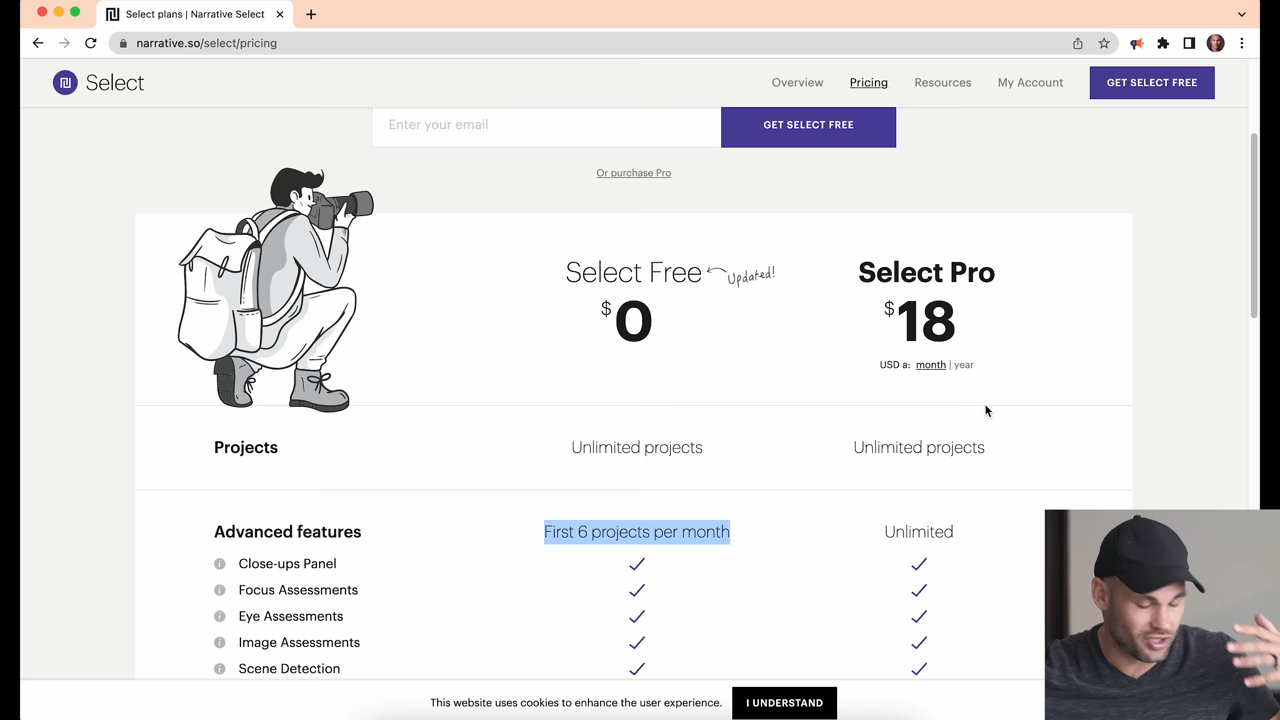 Select plans | Narrative Select
narrative.so/select/pricing
Select
Overview
Pricing
Resources
My Account
GET SELECT FREE
Enter your email
GET SELECT FREE
Or purchase Pro
Select Free
Updated!
Select Pro
$0
$18
USD a: month | year
Projects
Unlimited projects
Unlimited projects
Advanced features
First 6 projects per month
Unlimited
Close-ups Panel
Focus Assessments
Eye Assessments
Image Assessments
Scene Detection
This website uses cookies to enhance the user experience.
I UNDERSTAND